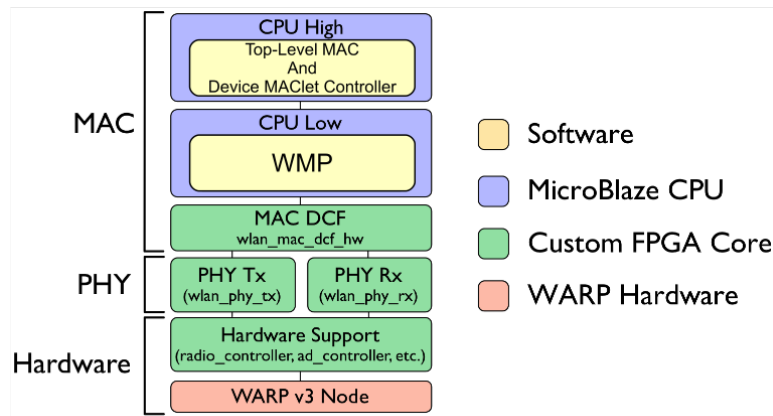 CPU High
Top-Level MAC
And
Device MAClet Controller
MAC
CPU Low
WMP
MAC DCF
wlan_mac_dcf_hw
PHY
PHY Tx
(wlan_phy_tx)
PHY Rx
(wlan_phy_rx)
Hardware
Hardware Support
(radio_controller, ad_controller, etc.)
WARP v3 Node
Software
MicroBlaze CPU
Custom FPGA Core
WARP Hardware